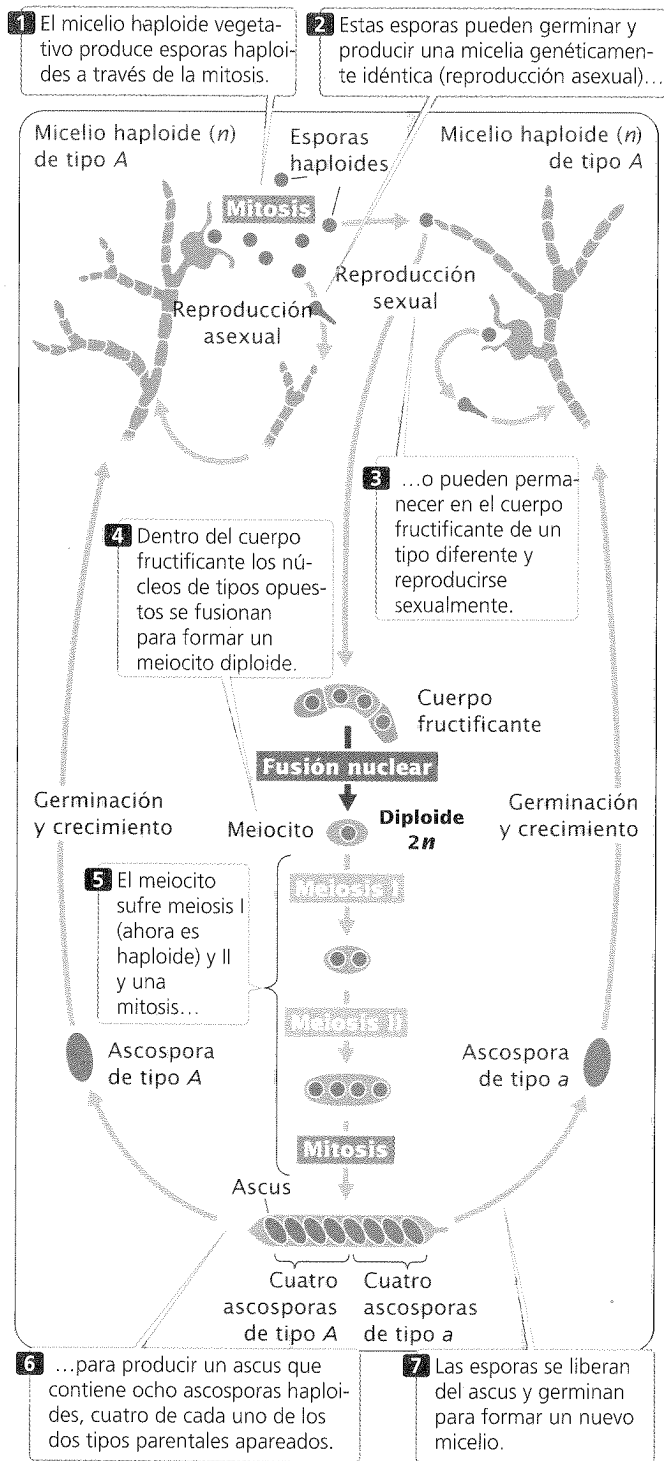 1 El micelio haploide vegeta-
tivo produce esporas haploi-
des a través de la mitosis.
2 Estas esporas pueden germinar y
producir una micelia genéticamen-
te idéntica (reproducción asexual)…
Micelio haploide (n)
de tipo A
Esporas
haploides
Micelio haploide (n)
de tipo A
Mitosis
Reproducción
asexual
Reproducción
sexual
3 …o pueden perma-
necer en el cuerpo
fructificante de un
tipo diferente y
reproducirse
sexualmente.
4 Dentro del cuerpo
fructificante los nú-
cleos de tipos opues-
tos se fusionan
para formar un
meiocito diploide.
Cuerpo
fructificante
Fusión nuclear
Germinación
y crecimiento
Meiocito
Diploide
2n
Germinación
y crecimiento
5 El meiocito
sufre meiosis I
(ahora es
haploide) y II
y una
mitosis…
Meiosis I
Meiosis II
Ascospora
de tipo A
Ascospora
de tipo a
Mitosis
Ascus
Cuatro
ascosporas
de tipo A
Cuatro
ascosporas
de tipo a
6 …para producir un ascus que
contiene ocho ascosporas haploi-
des, cuatro de cada uno de los
dos tipos parentales apareados.
7 Las esporas se liberan
del ascus y germinan
para formar un nuevo
micelio.